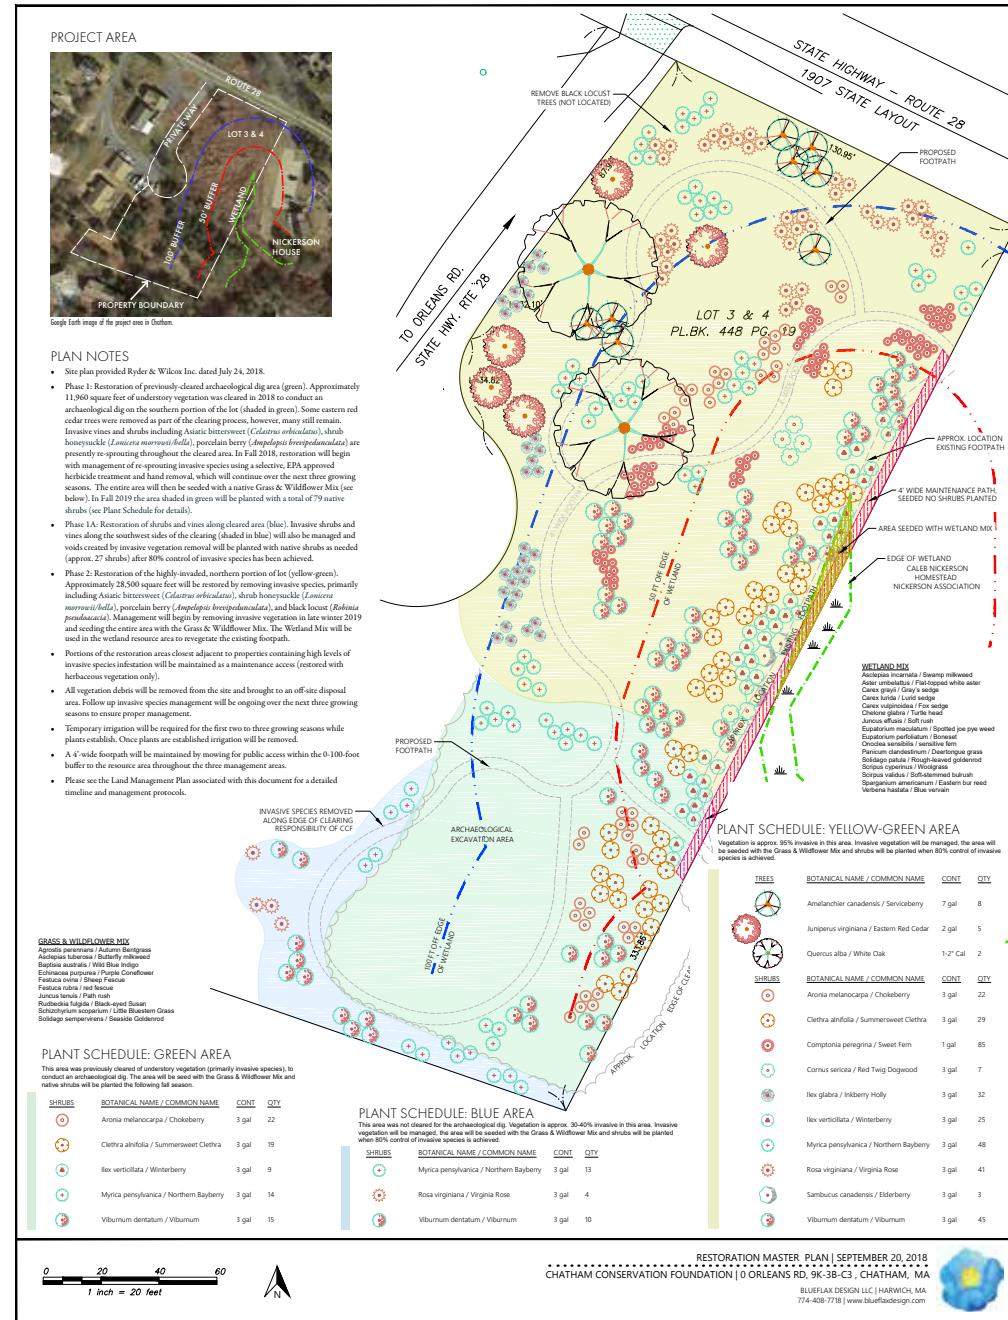 PROJECT AREA
ROUTE 28
PRIVATE WAY
LOT 3 & 4
50' BUFFER
WETLAND
100' BUFFER
NICKERSON
HOUSE
PROPERTY BOUNDARY
Google Earth image of the project area in Chatham.
PLAN NOTES
• Site plan provided Ryder & Wilcox Inc. dated July 24, 2018.
• Phase 1: Restoration of previously-cleared archaeological dig area (green). Approximately
11,960 square feet of understory vegetation was cleared in 2018 to conduct an
archaeological dig on the southern portion of the lot (shaded in green). Some eastern red
cedar trees were removed as part of the clearing process, however, many still remain.
Invasive vines and shrubs including Asiatic bittersweet (Celastrus orbiculatus), shrub
honeysuckle (Lonicera morrowii/bella), porcelain berry (Ampelopsis brevipedunculata) are
presently re-sprouting throughout the cleared area. In Fall 2018, restoration will begin
with management of re-sprouting invasive species using a selective, EPA approved
herbicide treatment and hand removal, which will continue over the next three growing
seasons. The entire area will then be seeded with a native Grass & Wildflower Mix (see
below). In Fall 2019 the area shaded in green will be planted with a total of 79 native
shrubs (see Plant Schedule for details).
• Phase 1A: Restoration of shrubs and vines along cleared area (blue). Invasive shrubs and
vines along the southwest sides of the clearing (shaded in blue) will also be managed and
voids created by invasive vegetation removal will be planted with native shrubs as needed
(approx. 27 shrubs) after 80% control of invasive species has been achieved.
• Phase 2: Restoration of the highly-invaded, northern portion of lot (yellow-green).
Approximately 28,500 square feet will be restored by removing invasive species, primarily
including Asiatic bittersweet (Celastrus orbiculatus), shrub honeysuckle (Lonicera
morrowii/bella), porcelain berry (Ampelopsis brevipedunculata), and black locust (Robinia
pseudoacacia). Management will begin by removing invasive vegetation in late winter 2019
and seeding the entire area with the Grass & Wildflower Mix. The Wetland Mix will be
used in the wetland resource area to revegetate the existing footpath.
• Portions of the restoration areas closest adjacent to properties containing high levels of
invasive species infestation will be maintained as a maintenance access (restored with
herbaceous vegetation only).
• All vegetation debris will be removed from the site and brought to an off-site disposal
area. Follow up invasive species management will be ongoing over the next three growing
seasons to ensure proper management.
• Temporary irrigation will be required for the first two to three growing seasons while
plants establish. Once plants are established irrigation will be removed.
• A 4'-wide footpath will be maintained by mowing for public access within the 0-100-foot
buffer to the resource area throughout the three management areas.
• Please see the Land Management Plan associated with this document for a detailed
timeline and management protocols.
STATE HIGHWAY – ROUTE 28
1907 STATE LAYOUT
REMOVE BLACK LOCUST
TREES (NOT LOCATED)
130.95'
PROPOSED
FOOTPATH
TO ORLEANS RD.
STATE HWY. RTE 28
LOT 3 & 4
PL.BK. 448 PG. 19
34.82'
APPROX. LOCATION
EXISTING FOOTPATH
4' WIDE MAINTENANCE PATH,
SEEDED NO SHRUBS PLANTED
AREA SEEDED WITH WETLAND MIX
EDGE OF WETLAND
CALEB NICKERSON
HOMESTEAD
NICKERSON ASSOCIATION
50 FT OFF EDGE
OF WETLAND
WETLAND MIX
Asclepias incarnata / Swamp milkweed
Aster umbellatus / Flat-topped white aster
Carex grayii / Gray's sedge
Carex lurida / Lurid sedge
Carex vulpinoidea / Fox sedge
Chelone glabra / Turtle head
Juncus effusis / Soft rush
Eupatorium maculatum / Spotted joe pye weed
Eupatorium perfoliatum / Boneset
Onoclea sensibilis / sensitive fern
Panicum clandestinum / Deertongue grass
Solidago patula / Rough-leaved goldenrod
Scirpus cyperinus / Woolgrass
Scirpus validus / Soft-stemmed bulrush
Sparganium americanum / Eastern bur reed
Verbena hastata / Blue vervain
PROPOSED
FOOTPATH
INVASIVE SPECIES REMOVED
ALONG EDGE OF CLEARING
RESPONSIBILITY OF CCF
ARCHAEOLOGICAL
EXCAVATION AREA
100 FT OFF EDGE
OF WETLAND
333.86'
APPROX LOCATION EDGE OF CLEAR
GRASS & WILDFLOWER MIX
Agrostis perennans / Autumn Bentgrass
Asclepias tuberosa / Butterfly milkweed
Baptisia australis / Wild Blue Indigo
Echinacea purpurea / Purple Coneflower
Festuca ovina / Sheep Fescue
Festuca rubra / red fescue
Juncus tenuis / Path rush
Rudbeckia fulgida / Black-eyed Susan
Schizchyrium scoparium / Little Bluestem Grass
Solidago sempervirens / Seaside Goldenrod
PLANT SCHEDULE: GREEN AREA
This area was previously cleared of understory vegetation (primarily invasive species), to
conduct an archaeological dig. The area will be seed with the Grass & Wildflower Mix and
native shrubs will be planted the following fall season.
SHRUBS BOTANICAL NAME / COMMON NAME CONT QTY
Aronia melanocarpa / Chokeberry 3 gal 22
Clethra alnifolia / Summersweet Clethra 3 gal 19
Ilex verticillata / Winterberry 3 gal 9
Myrica pensylvanica / Northern Bayberry 3 gal 14
Viburnum dentatum / Viburnum 3 gal 15
PLANT SCHEDULE: BLUE AREA
This area was not cleared for the archaeological dig. Vegetation is approx. 30-40% invasive in this area. Invasive
vegetation will be managed, the area will be seeded with the Grass & Wildflower Mix and shrubs will be planted
when 80% control of invasive species is achieved.
SHRUBS BOTANICAL NAME / COMMON NAME CONT QTY
Myrica pensylvanica / Northern Bayberry 3 gal 13
Rosa virginiana / Virginia Rose 3 gal 4
Viburnum dentatum / Viburnum 3 gal 10
PLANT SCHEDULE: YELLOW-GREEN AREA
Vegetation is approx. 95% invasive in this area. Invasive vegetation will be managed, the area will
be seeded with the Grass & Wildflower Mix and shrubs will be planted when 80% control of invasive
species is achieved.
TREES BOTANICAL NAME / COMMON NAME CONT QTY
Amelanchier canadensis / Serviceberry 7 gal 8
Juniperus virginiana / Eastern Red Cedar 2 gal 5
Quercus alba / White Oak 1-2" Cal 2
SHRUBS BOTANICAL NAME / COMMON NAME CONT QTY
Aronia melanocarpa / Chokeberry 3 gal 22
Clethra alnifolia / Summersweet Clethra 3 gal 29
Comptonia peregrina / Sweet Fern 1 gal 85
Cornus sericea / Red Twig Dogwood 3 gal 7
Ilex glabra / Inkberry Holly 3 gal 32
Ilex verticillata / Winterberry 3 gal 25
Myrica pensylvanica / Northern Bayberry 3 gal 48
Rosa virginiana / Virginia Rose 3 gal 41
Sambucus canadensis / Elderberry 3 gal 3
Viburnum dentatum / Viburnum 3 gal 45
0 20 40 60
1 inch = 20 feet
N
RESTORATION MASTER PLAN | SEPTEMBER 20, 2018
CHATHAM CONSERVATION FOUNDATION | 0 ORLEANS RD, 9K-3B-C3 , CHATHAM, MA
BLUEFLAX DESIGN LLC | HARWICH, MA
774-408-7718 | www.blueflaxdesign.com